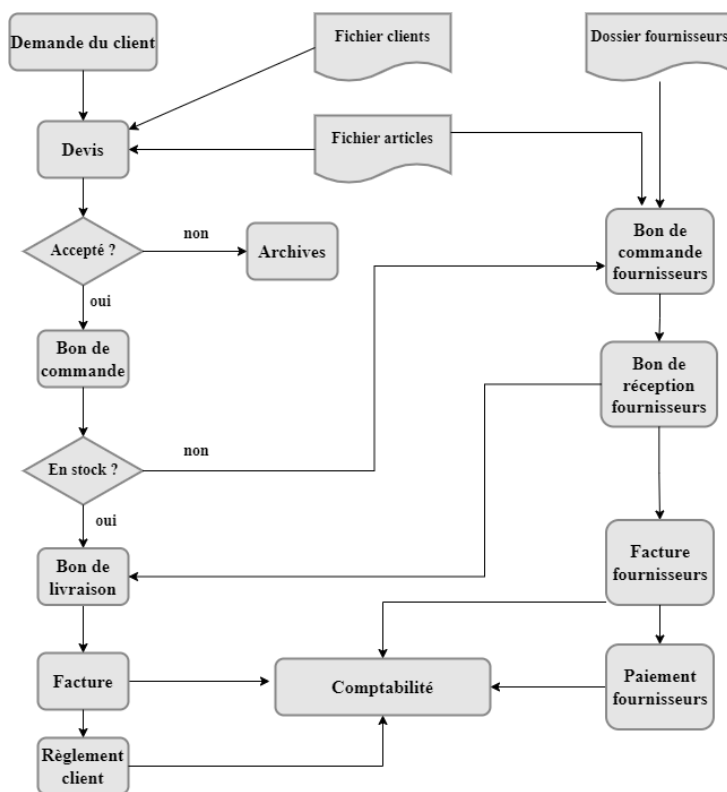 Demande du client
Fichier clients
Dossier fournisseurs
Devis
Fichier articles
Accepté ?
non
Archives
Bon de
commande
fournisseurs
oui
Bon de
commande
Bon de
réception
fournisseurs
En stock ?
non
oui
Bon de
livraison
Facture
fournisseurs
Facture
Comptabilité
Paiement
fournisseurs
Règlement
client